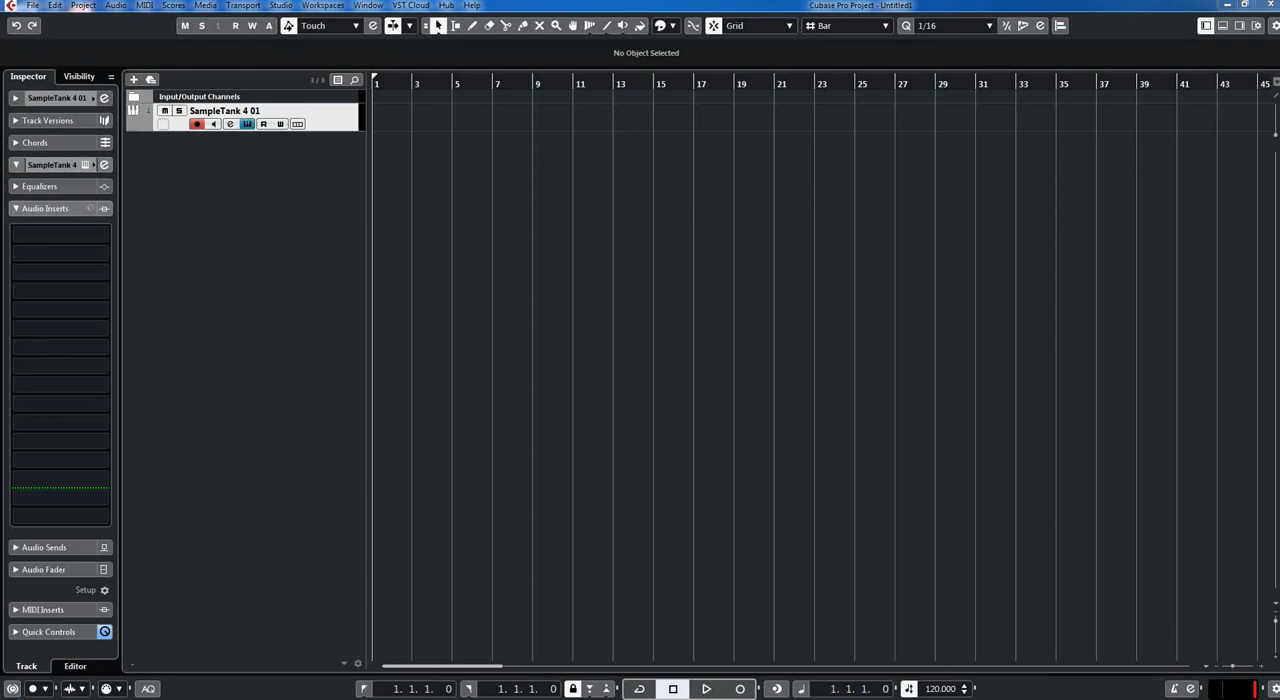 File Edit Project Audio MIDI Scores Media Transport Studio Workspaces Window VST Cloud Hub Help Cubase Pro Project - Untitled1
M S L R W A Touch Grid Bar Q 1/16
No Object Selected
Inspector Visibility 3 / 3 1 3 5 7 9 11 13 15 17 19 21 23 25 27 29 31 33 35 37 39 41 43 45
SampleTank 4 01 Input/Output Channels
1 m S SampleTank 4 01
Track Versions e R W
Chords
SampleTank 4
Equalizers
Audio Inserts
Audio Sends
Audio Fader
Setup
MIDI Inserts
Quick Controls
Track Editor
AQ 1. 1. 1. 0 1. 1. 1. 0 1. 1. 1. 0 120.000